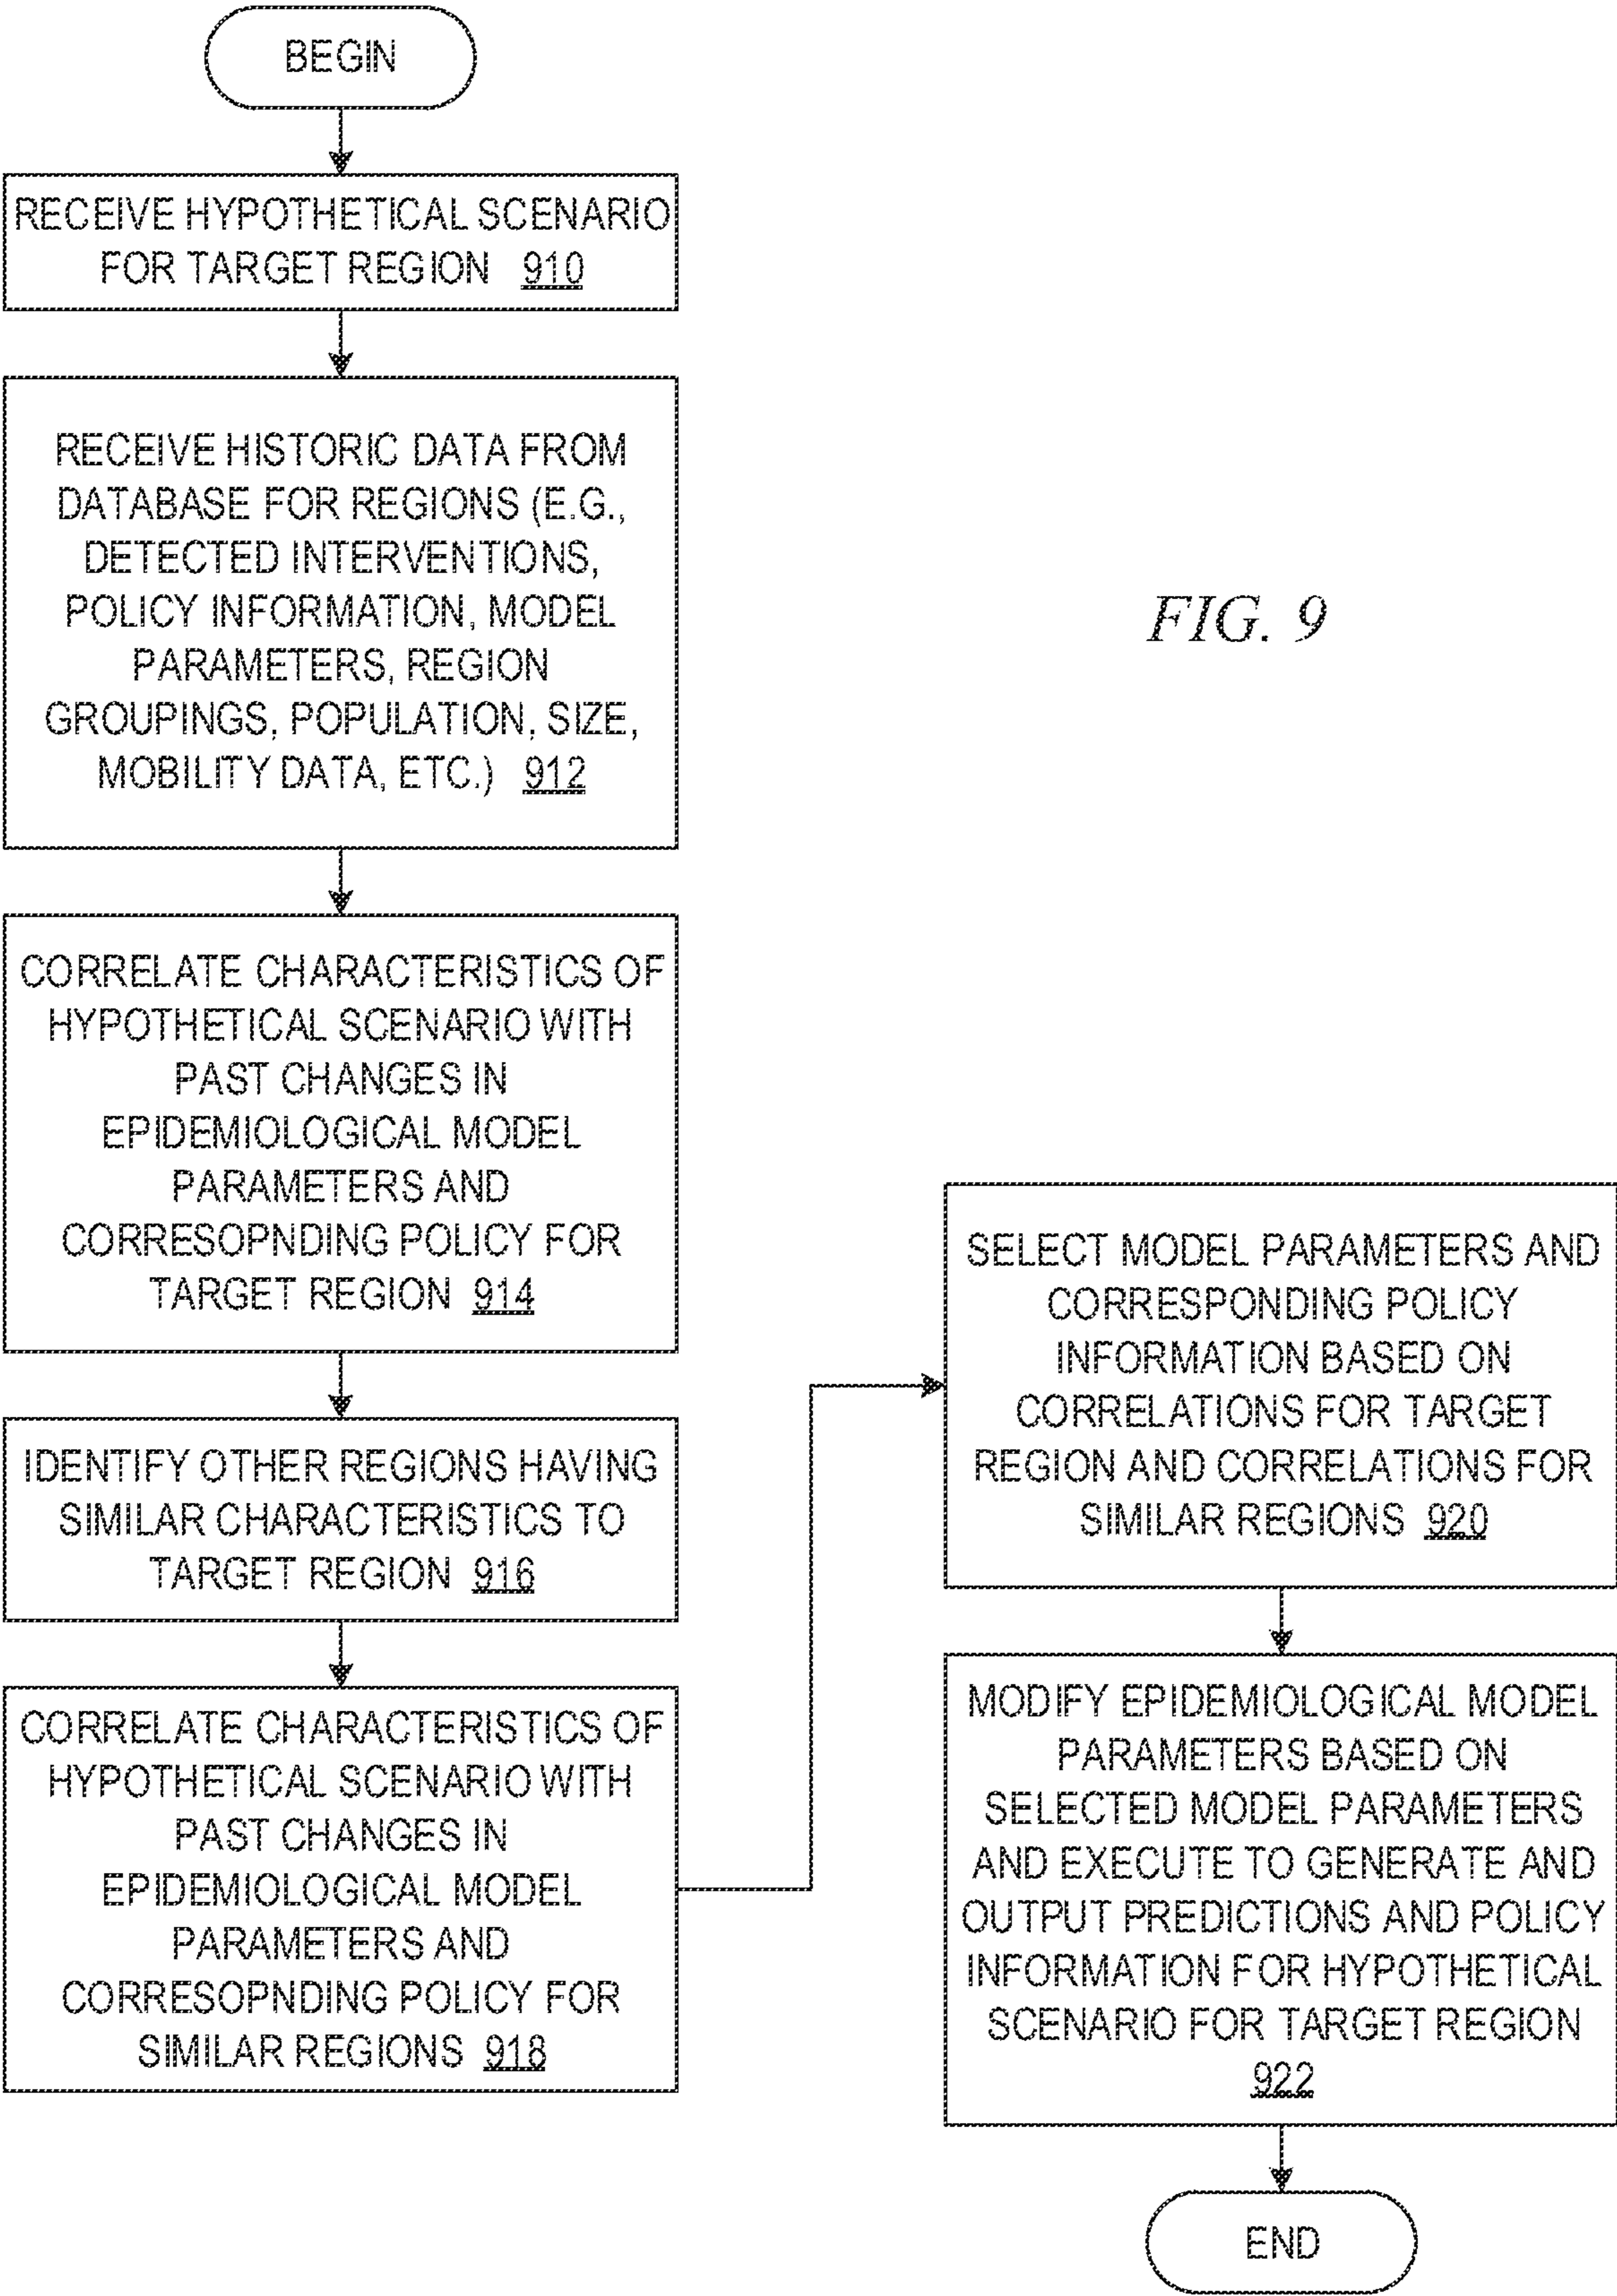 BEGIN
RECEIVE HYPOTHETICAL SCENARIO
FOR TARGET REGION 910
RECEIVE HISTORIC DATA FROM
DATABASE FOR REGIONS (E.G.,
DETECTED INTERVENTIONS,
POLICY INFORMATION, MODEL
PARAMETERS, REGION
GROUPINGS, POPULATION, SIZE,
MOBILITY DATA, ETC.) 912
CORRELATE CHARACTERISTICS OF
HYPOTHETICAL SCENARIO WITH
PAST CHANGES IN
EPIDEMIOLOGICAL MODEL
PARAMETERS AND
CORRESOPNDING POLICY FOR
TARGET REGION 914
IDENTIFY OTHER REGIONS HAVING
SIMILAR CHARACTERISTICS TO
TARGET REGION 916
CORRELATE CHARACTERISTICS OF
HYPOTHETICAL SCENARIO WITH
PAST CHANGES IN
EPIDEMIOLOGICAL MODEL
PARAMETERS AND
CORRESOPNDING POLICY FOR
SIMILAR REGIONS 918
FIG. 9
SELECT MODEL PARAMETERS AND
CORRESPONDING POLICY
INFORMATION BASED ON
CORRELATIONS FOR TARGET
REGION AND CORRELATIONS FOR
SIMILAR REGIONS 920
MODIFY EPIDEMIOLOGICAL MODEL
PARAMETERS BASED ON
SELECTED MODEL PARAMETERS
AND EXECUTE TO GENERATE AND
OUTPUT PREDICTIONS AND POLICY
INFORMATION FOR HYPOTHETICAL
SCENARIO FOR TARGET REGION
922
END